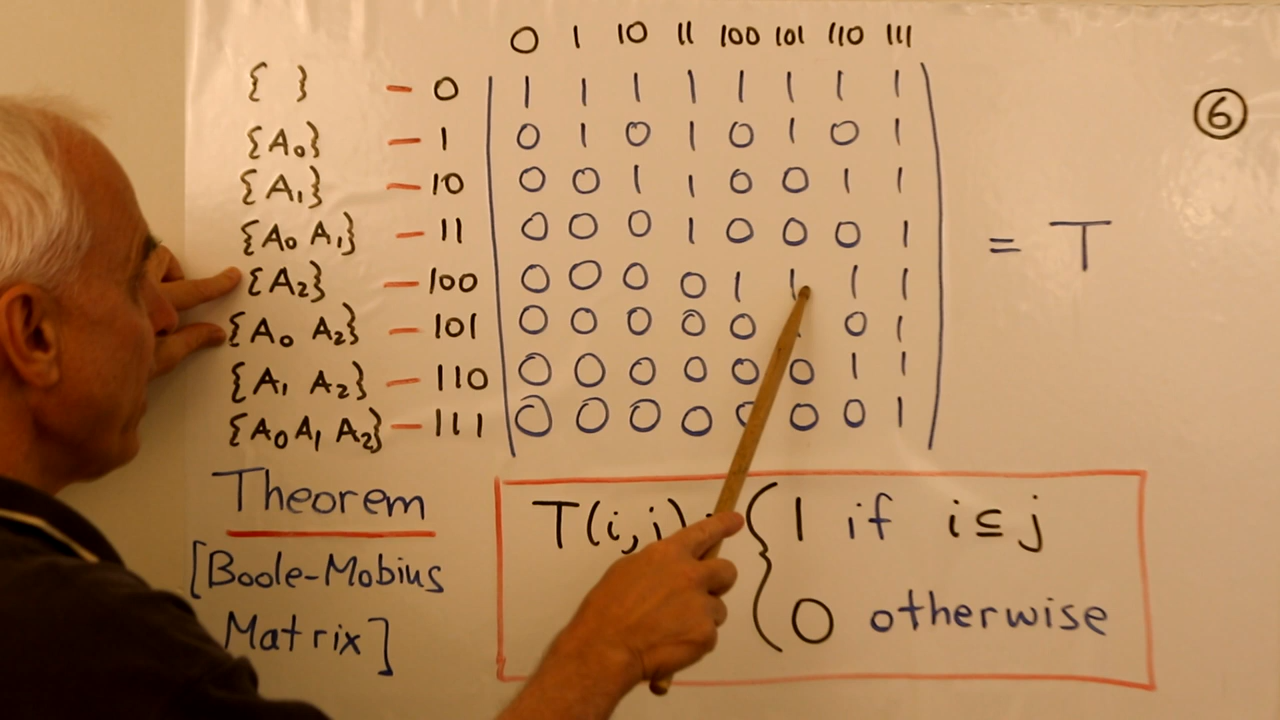 0 1 10 11 100 101 110 111
{ } - 0 1 1 1 1 1 1 1 1
{A₀} - 1 0 1 0 1 0 1 0 1
{A₁} - 10 0 0 1 1 0 0 1 1
{A₀ A₁} - 11 0 0 0 1 0 0 0 1 = T
{A₂} - 100 0 0 0 0 1 1 1 1
{A₀ A₂} - 101 0 0 0 0 0 1 0 1
{A₁ A₂} - 110 0 0 0 0 0 0 1 1
{A₀ A₁ A₂} - 111 0 0 0 0 0 0 0 1
6
Theorem
[Boole-Mobius
Matrix]
T(i,j) { 1 if i ≤ j
0 otherwise